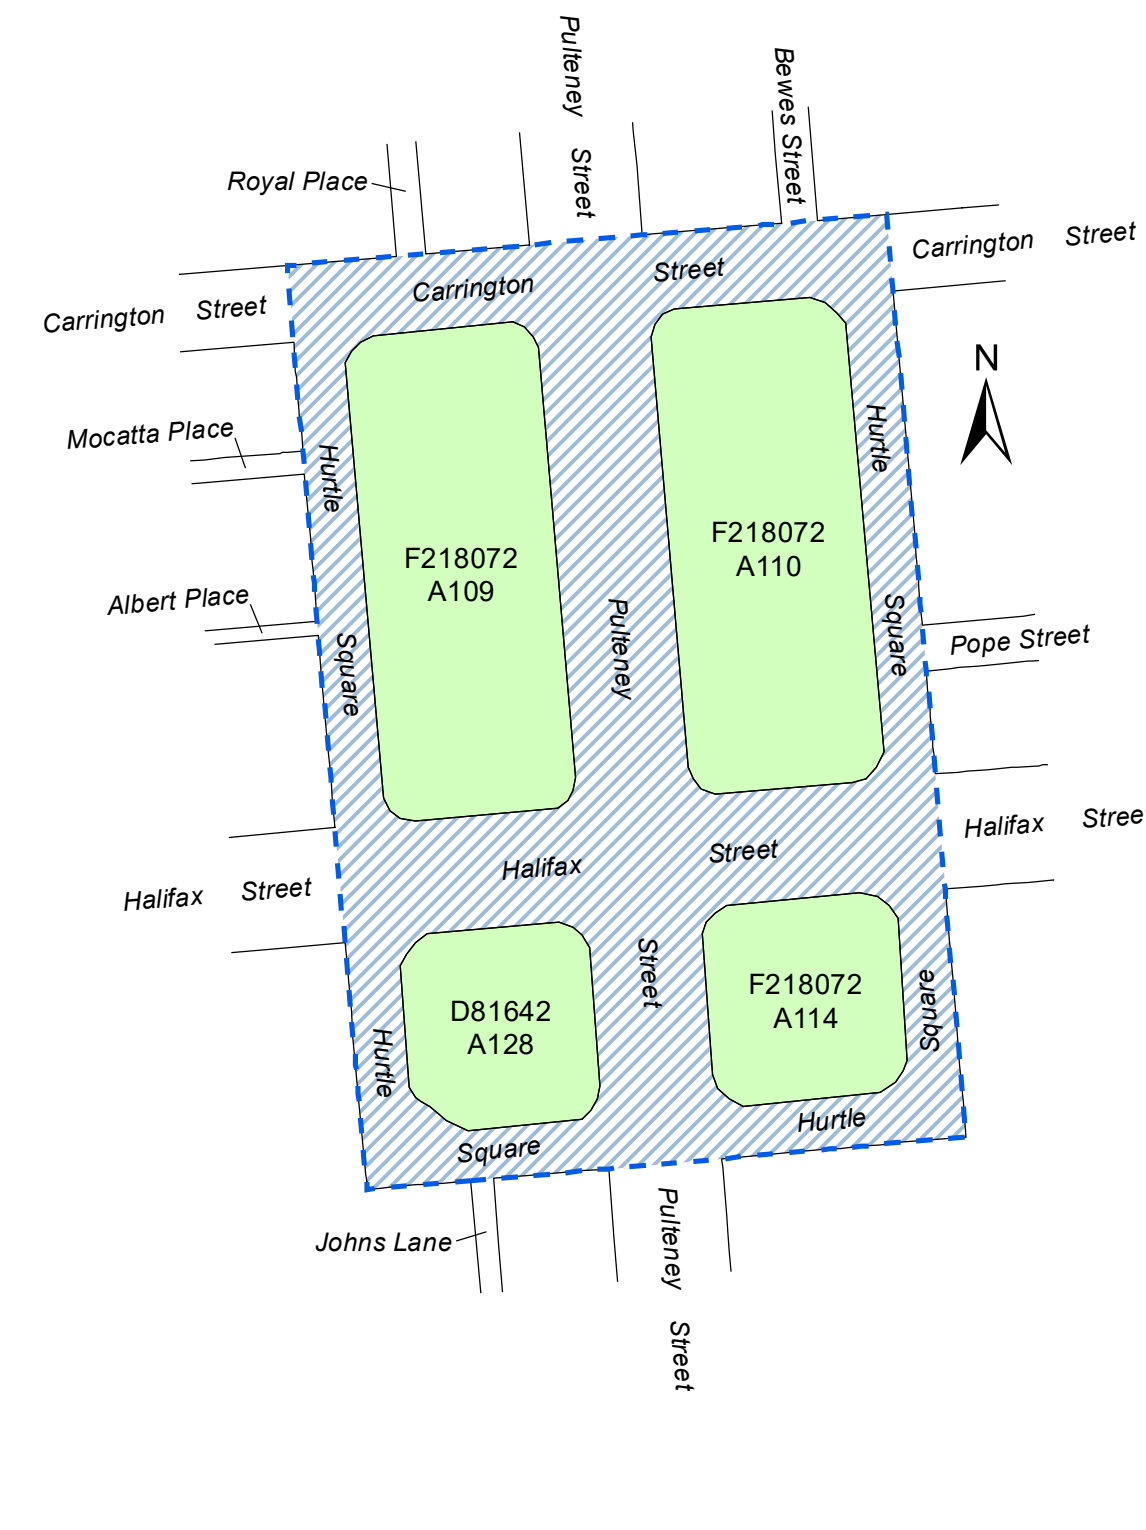 Pulteney Street
Bewes Street
Royal Place
Carrington Street
Carrington Street
Carrington Street
N
Mocatta Place
Hurtle Square
Hurtle Square
F218072
A109
F218072
A110
Albert Place
Pulteney Street
Pope Street
Halifax Street
Halifax Street
Halifax Stree
D81642
A128
F218072
A114
Hurtle Square
Hurtle Square
Johns Lane
Pulteney Street